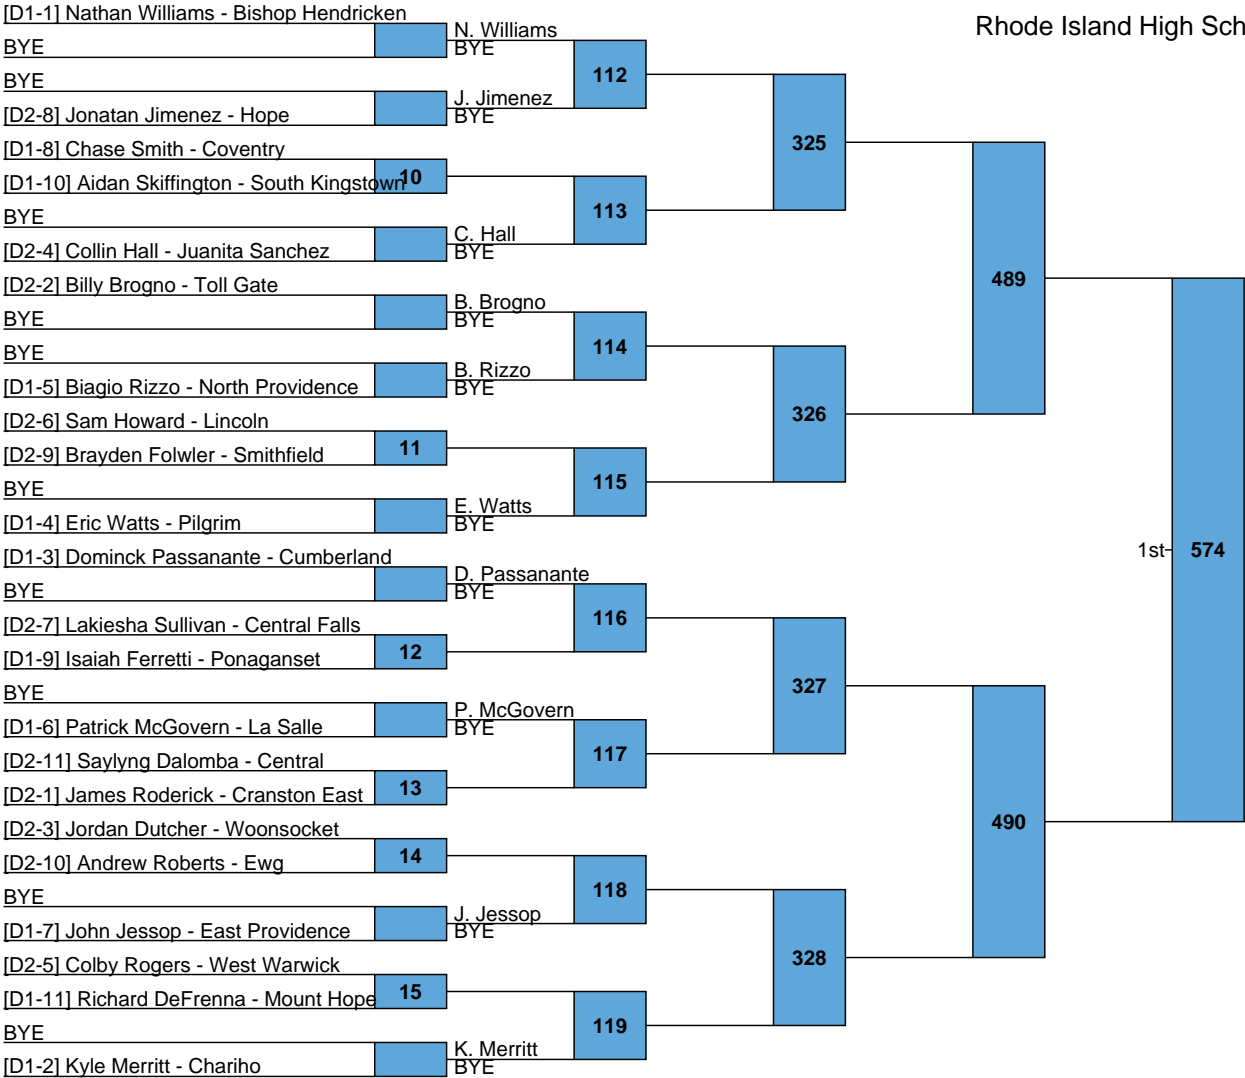 [D1-1] Nathan Williams - Bishop Hendricken
Rhode Island High Sch
N. Williams
BYE
BYE
112
BYE
J. Jimenez
[D2-8] Jonatan Jimenez - Hope
BYE
325
[D1-8] Chase Smith - Coventry
10
[D1-10] Aidan Skiffington - South Kingstown
113
BYE
C. Hall
[D2-4] Collin Hall - Juanita Sanchez
BYE
489
[D2-2] Billy Brogno - Toll Gate
B. Brogno
BYE
BYE
114
BYE
B. Rizzo
[D1-5] Biagio Rizzo - North Providence
BYE
326
[D2-6] Sam Howard - Lincoln
11
[D2-9] Brayden Folwler - Smithfield
115
BYE
E. Watts
[D1-4] Eric Watts - Pilgrim
BYE
1st
574
[D1-3] Dominck Passanante - Cumberland
D. Passanante
BYE
BYE
116
[D2-7] Lakiesha Sullivan - Central Falls
12
[D1-9] Isaiah Ferretti - Ponaganset
327
BYE
P. McGovern
[D1-6] Patrick McGovern - La Salle
BYE
117
[D2-11] Saylyng Dalomba - Central
13
[D2-1] James Roderick - Cranston East
490
[D2-3] Jordan Dutcher - Woonsocket
14
[D2-10] Andrew Roberts - Ewg
118
BYE
J. Jessop
[D1-7] John Jessop - East Providence
BYE
328
[D2-5] Colby Rogers - West Warwick
15
[D1-11] Richard DeFrenna - Mount Hope
119
BYE
K. Merritt
[D1-2] Kyle Merritt - Chariho
BYE